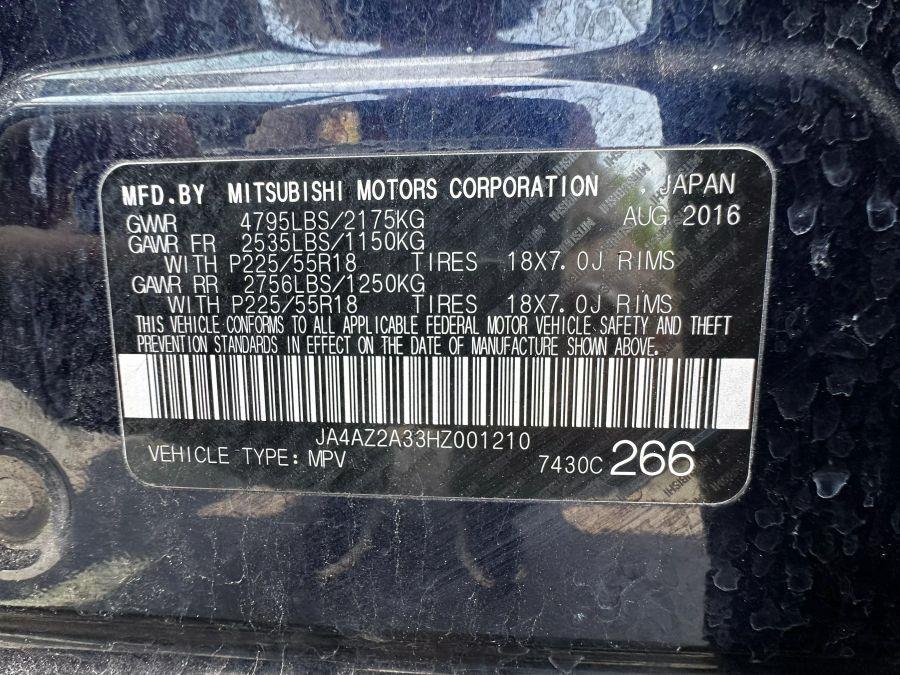 MFD.BY MITSUBISHI MOTORS CORPORATION JAPAN
GWWR 4795LBS/2175KG AUG 2016
GAWR FR 2535LBS/1150KG
WITH P225/55R18 TIRES 18X7.0J RIMS
GAWR RR 2756LBS/1250KG
WITH P225/55R18 TIRES 18X7.0J RIMS
THIS VEHICLE CONFORMS TO ALL APPLICABLE FEDERAL MOTOR VEHICLE SAFETY AND THEFT
PREVENTION STANDARDS IN EFFECT ON THE DATE OF MANUFACTURE SHOWN ABOVE.
JA4AZ2A33HZ001210
VEHICLE TYPE: MPV 7430C 266